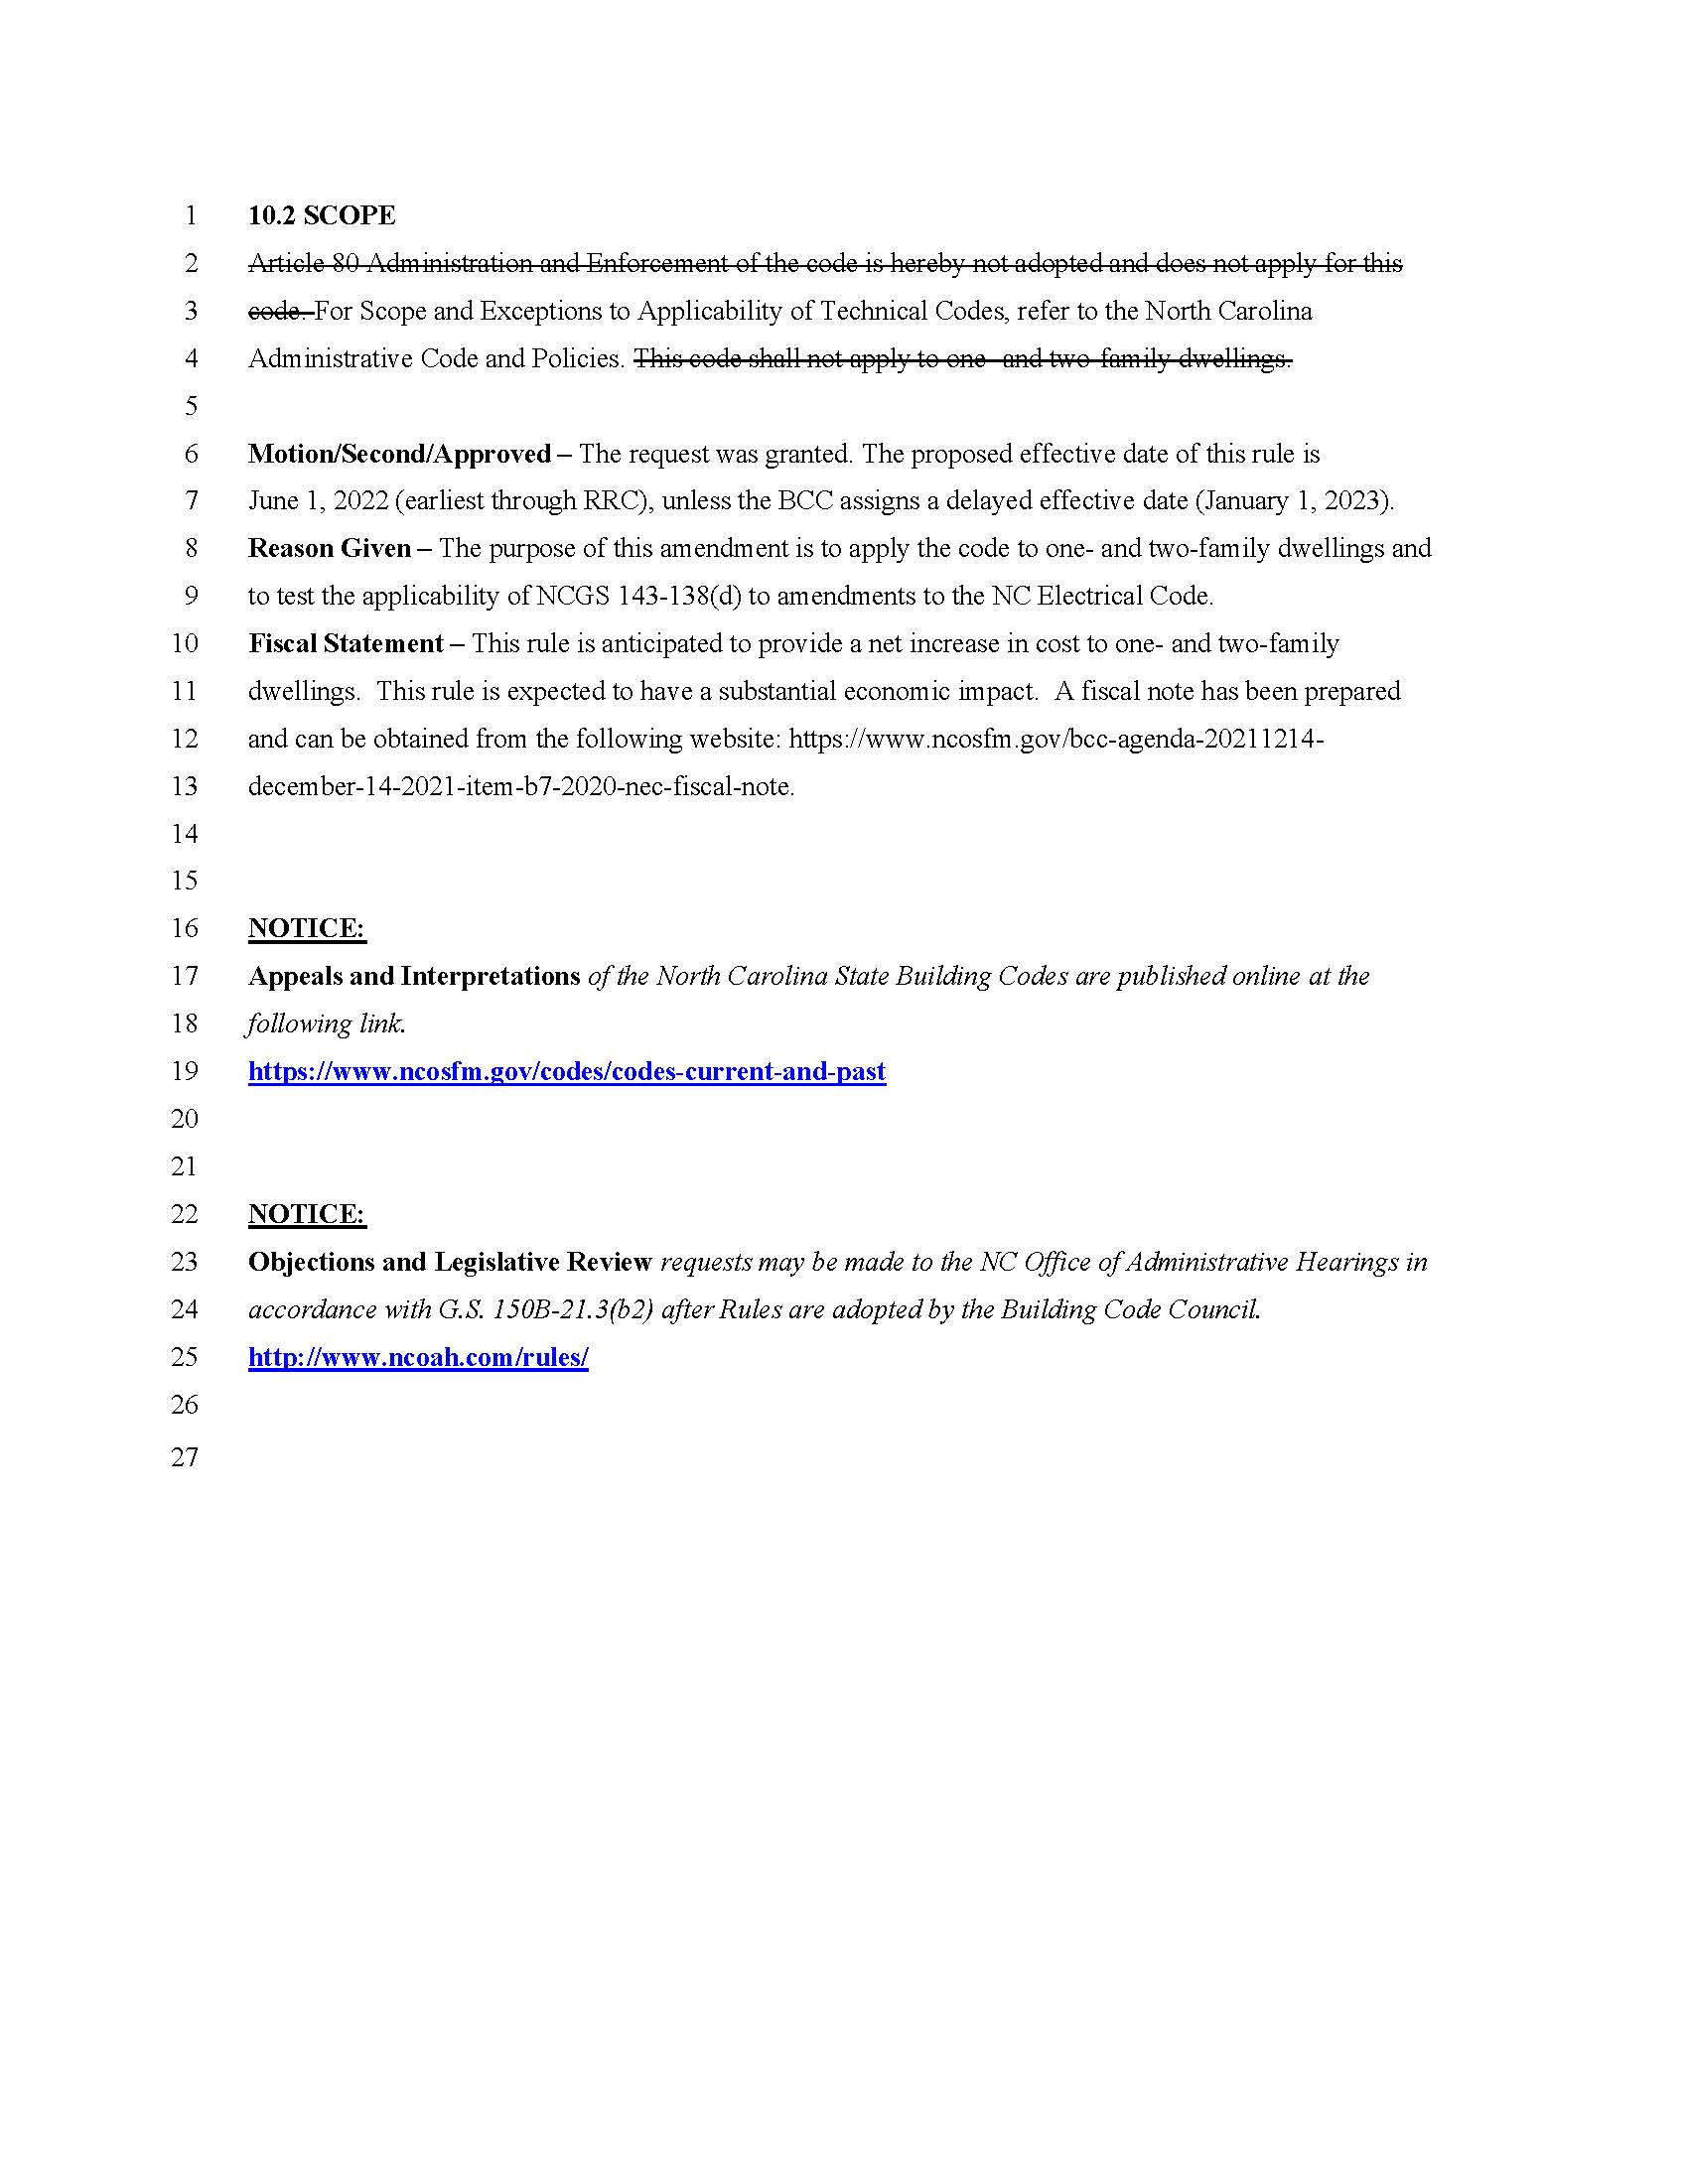 1 10.2 SCOPE
2 Article 80 Administration and Enforcement of the code is hereby not adopted and does not apply for this
3 code. For Scope and Exceptions to Applicability of Technical Codes, refer to the North Carolina
4 Administrative Code and Policies. This code shall not apply to one- and two-family dwellings.
5
6 Motion/Second/Approved – The request was granted. The proposed effective date of this rule is
7 June 1, 2022 (earliest through RRC), unless the BCC assigns a delayed effective date (January 1, 2023).
8 Reason Given – The purpose of this amendment is to apply the code to one- and two-family dwellings and
9 to test the applicability of NCGS 143-138(d) to amendments to the NC Electrical Code.
10 Fiscal Statement – This rule is anticipated to provide a net increase in cost to one- and two-family
11 dwellings.  This rule is expected to have a substantial economic impact.  A fiscal note has been prepared
12 and can be obtained from the following website: https://www.ncosfm.gov/bcc-agenda-20211214-
13 december-14-2021-item-b7-2020-nec-fiscal-note.
14
15
16 NOTICE:
17 Appeals and Interpretations of the North Carolina State Building Codes are published online at the
18 following link.
19 https://www.ncosfm.gov/codes/codes-current-and-past
20
21
22 NOTICE:
23 Objections and Legislative Review requests may be made to the NC Office of Administrative Hearings in
24 accordance with G.S. 150B-21.3(b2) after Rules are adopted by the Building Code Council.
25 http://www.ncoah.com/rules/
26
27